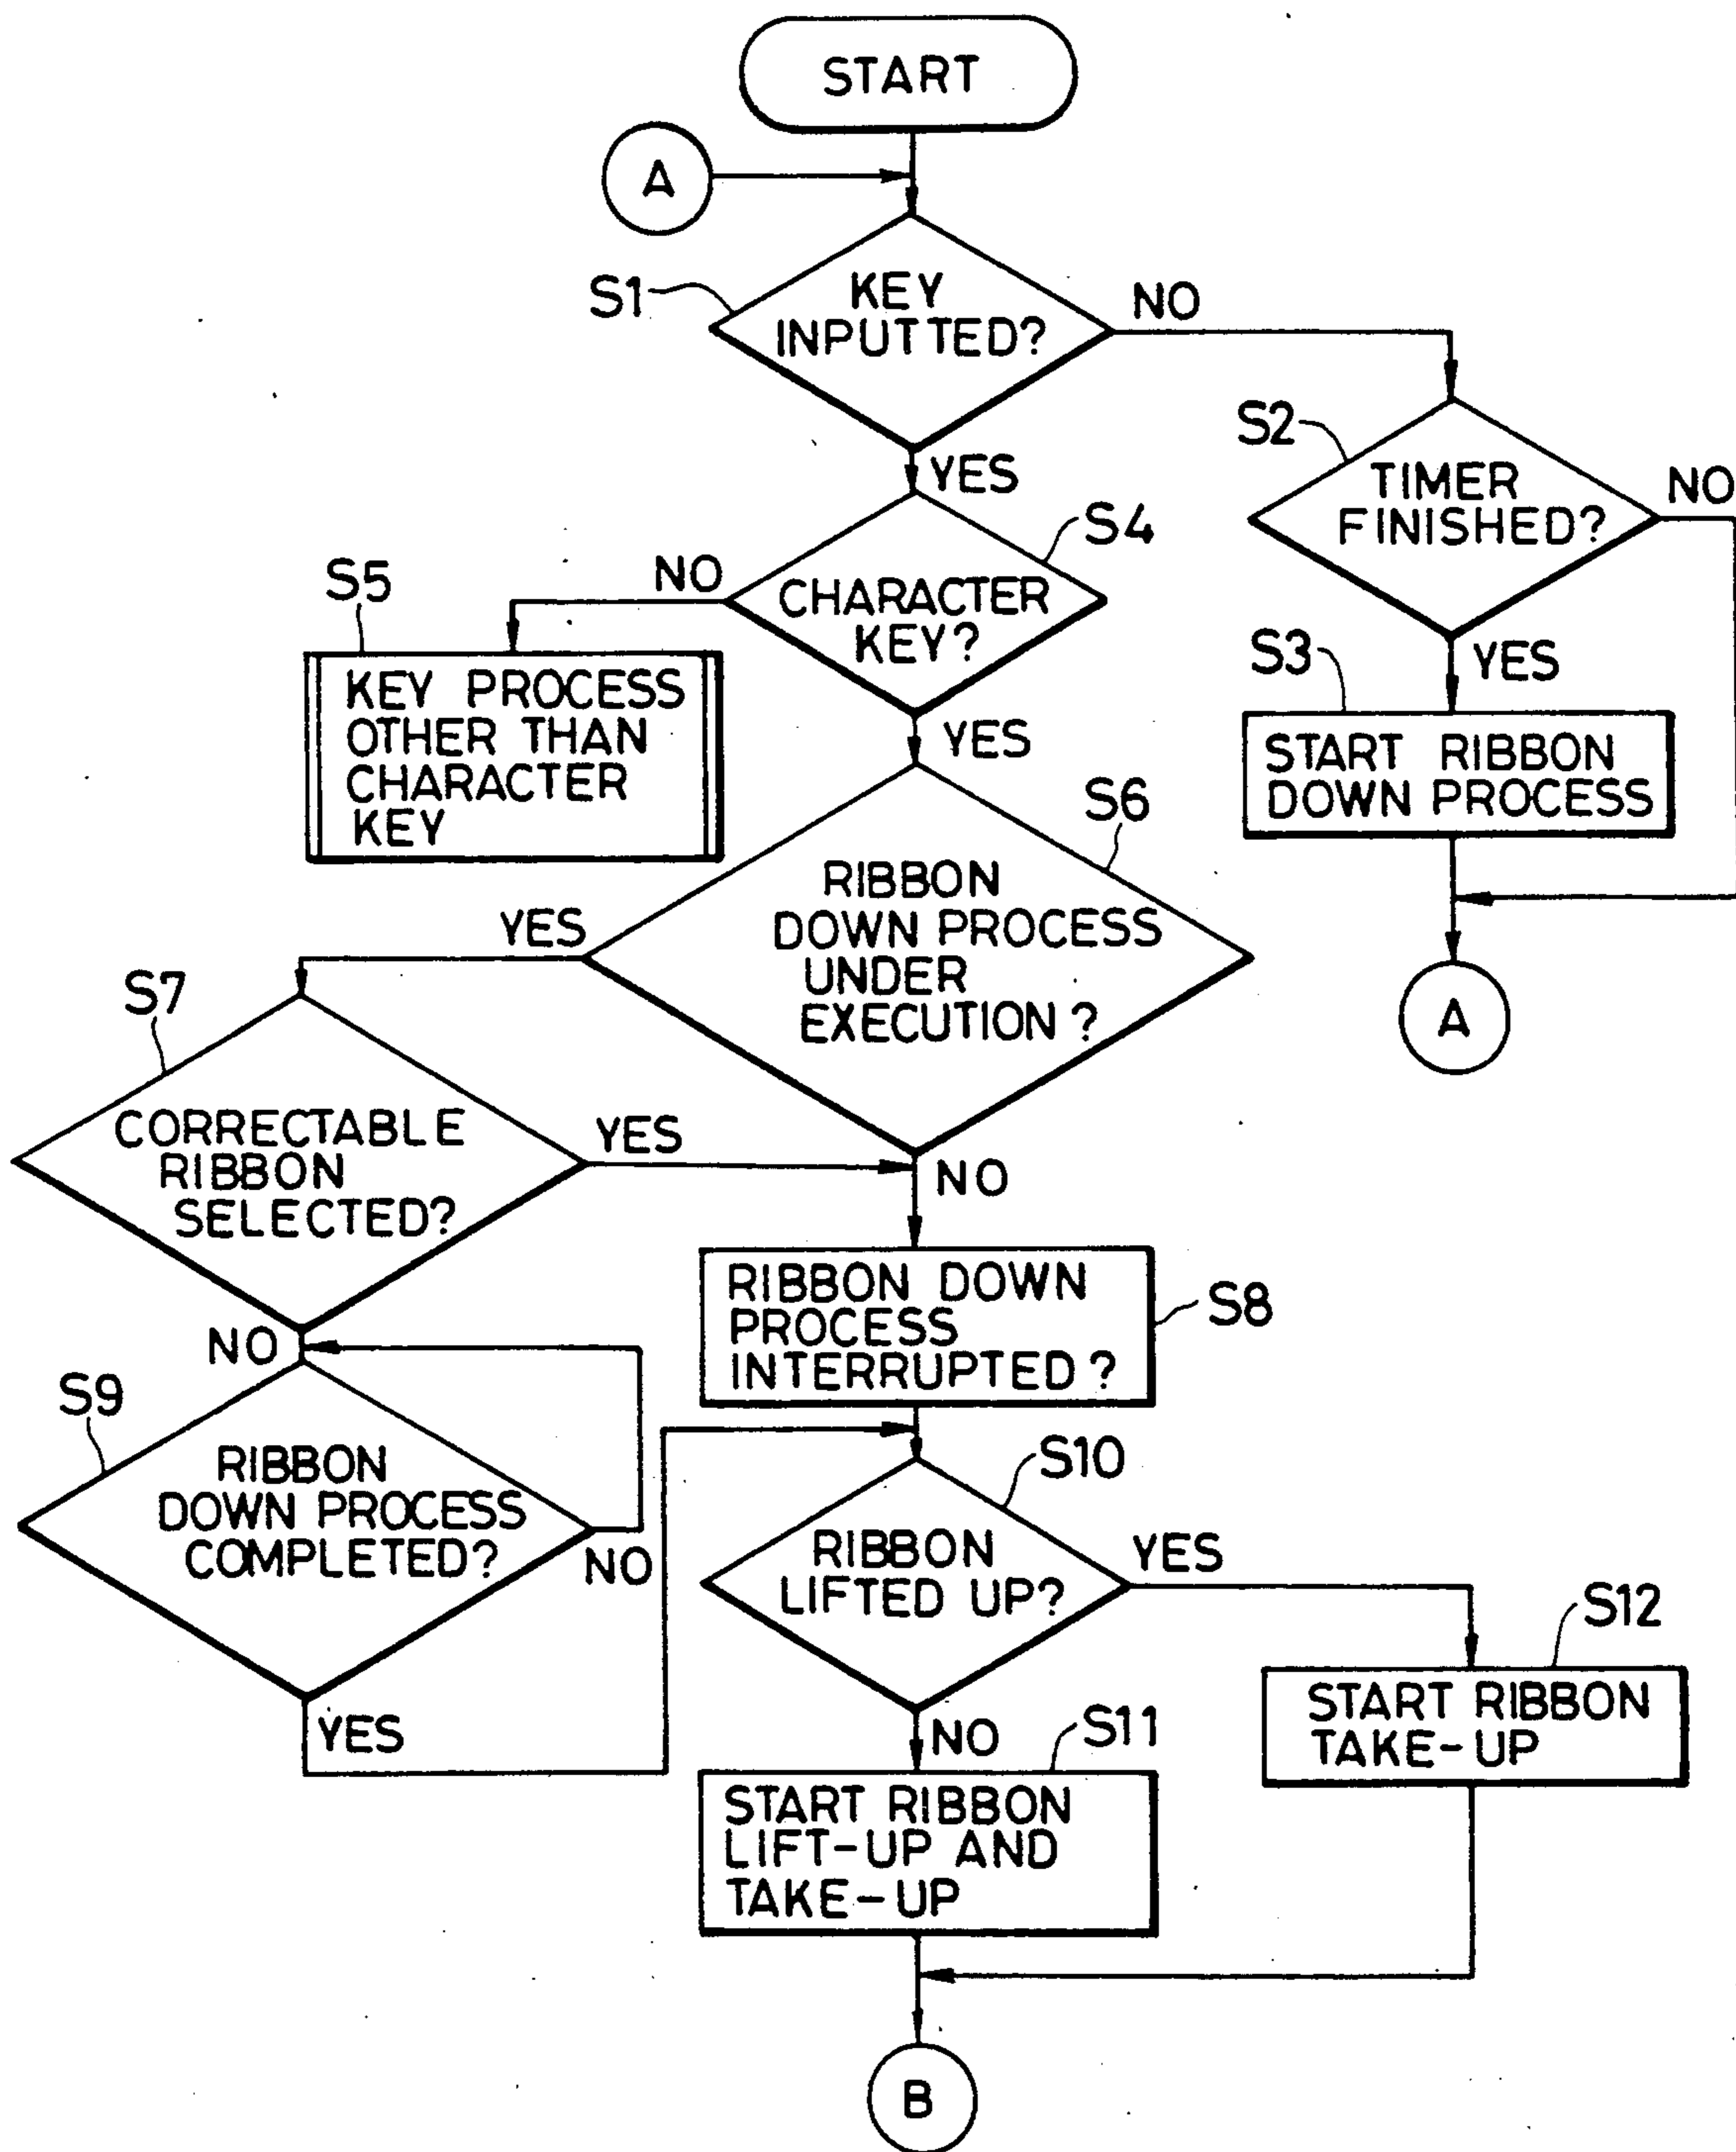 START
A
S1
KEY
INPUTTED?
NO
S2
TIMER
FINISHED?
NO
YES
S4
CHARACTER
KEY?
NO
S5
KEY PROCESS
OTHER THAN
CHARACTER
KEY
YES
S3
START RIBBON
DOWN PROCESS
YES
A
S6
RIBBON
DOWN PROCESS
UNDER
EXECUTION ?
YES
S7
CORRECTABLE
RIBBON
SELECTED?
YES
NO
RIBBON DOWN
PROCESS
INTERRUPTED ?
S8
NO
S9
RIBBON
DOWN PROCESS
COMPLETED?
NO
YES
S10
RIBBON
LIFTED UP?
YES
S12
START RIBBON
TAKE-UP
NO
S11
START RIBBON
LIFT-UP AND
TAKE-UP
B